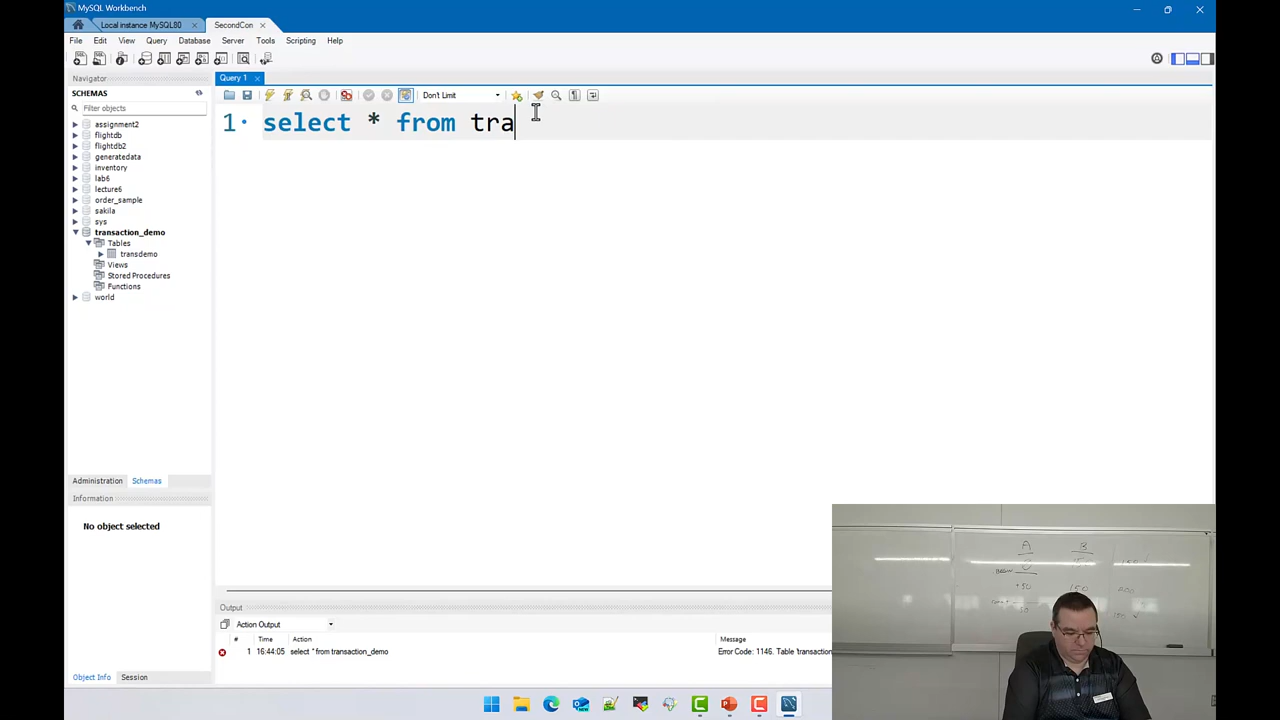 MySQL Workbench
Local instance MySQL80
SecondCon
File Edit View Query Database Server Tools Scripting Help
Navigator
SCHEMAS
Filter objects
assignment2
flightdb
flightdb2
generatedata
inventory
lab6
lecture6
order_sample
sakila
sys
transaction_demo
Tables
transdemo
Views
Stored Procedures
Functions
world
Administration Schemas
Information
No object selected
Object Info Session
Query 1
Don't Limit
1 select * from tra
Output
Action Output
# Time Action Message
1 16:44:05 select * from transaction_demo Error Code: 1146. Table 'transaction
A B